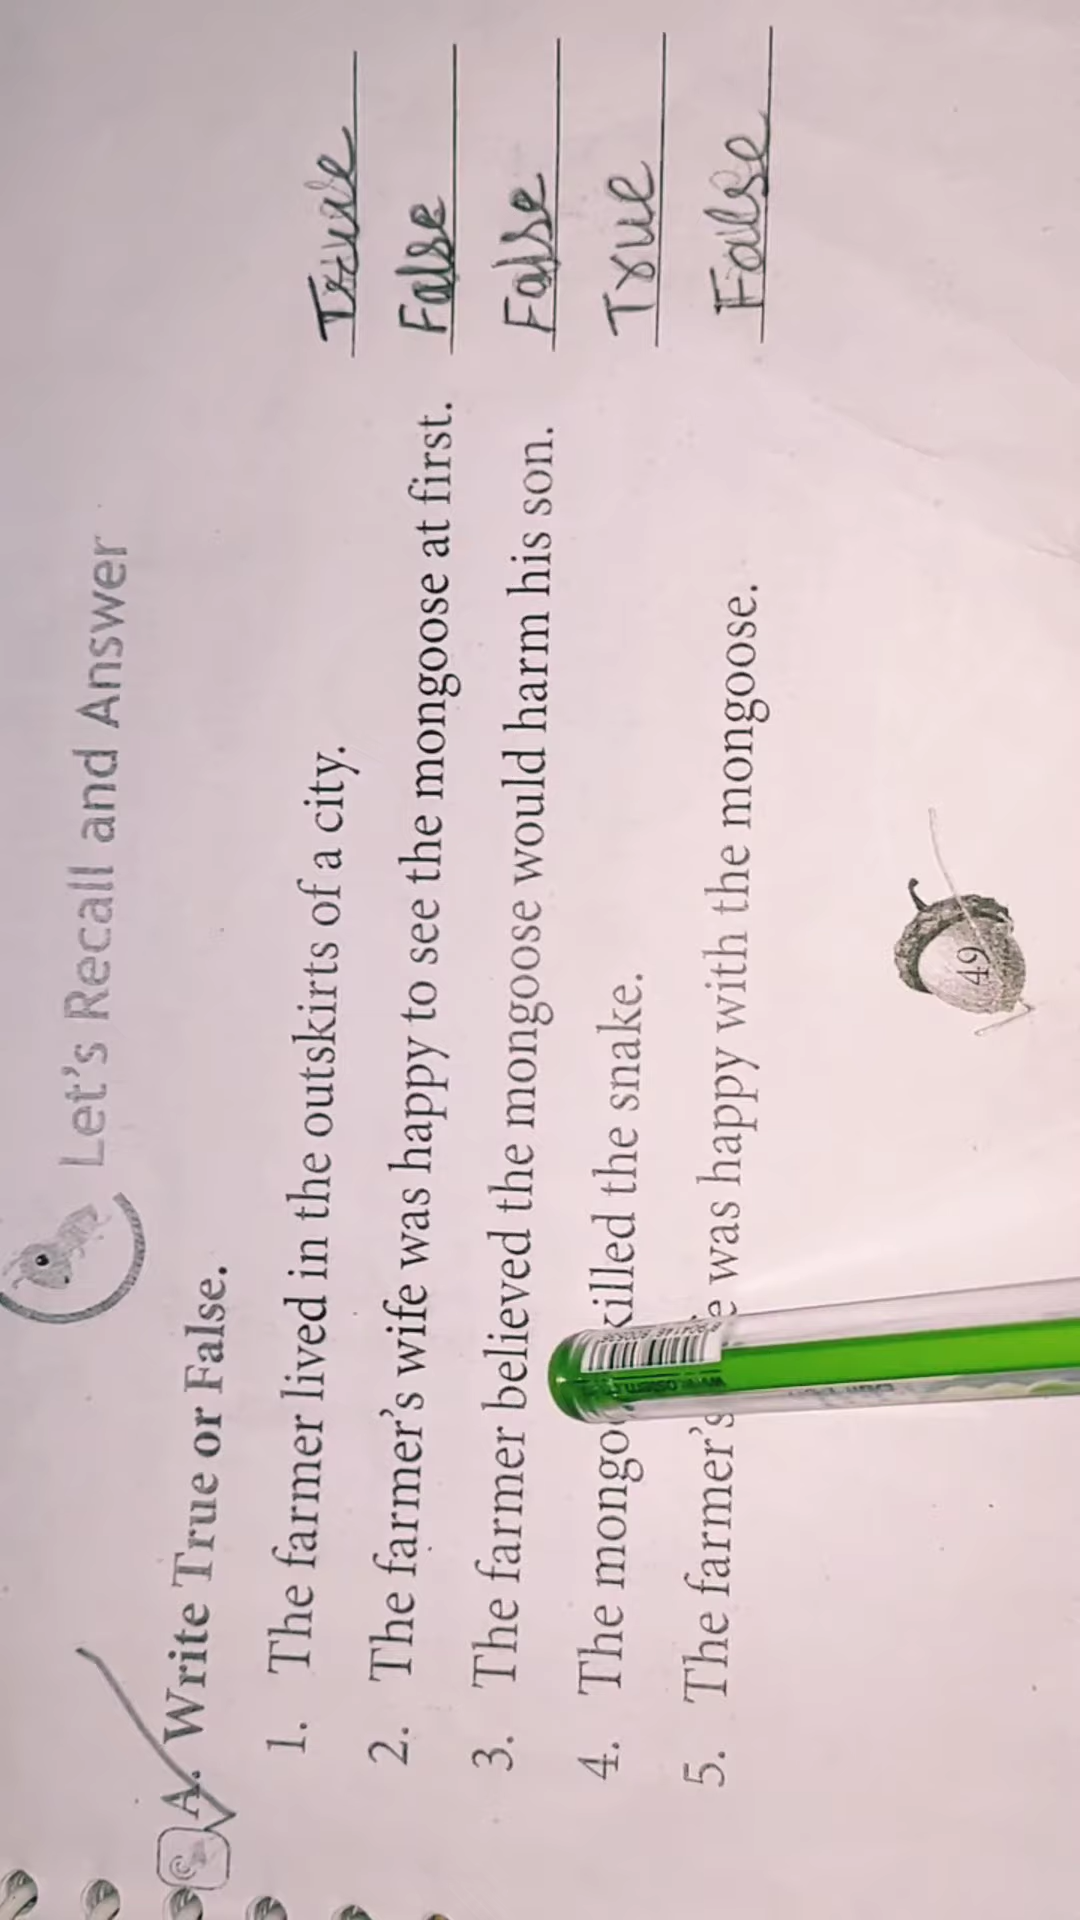 Let's Recall and Answer
A. Write True or False.
1. The farmer lived in the outskirts of a city. True
2. The farmer's wife was happy to see the mongoose at first. False
3. The farmer believed the mongoose would harm his son. False
4. The mongo killed the snake. True
5. The farmer's was happy with the mongoose. False
49